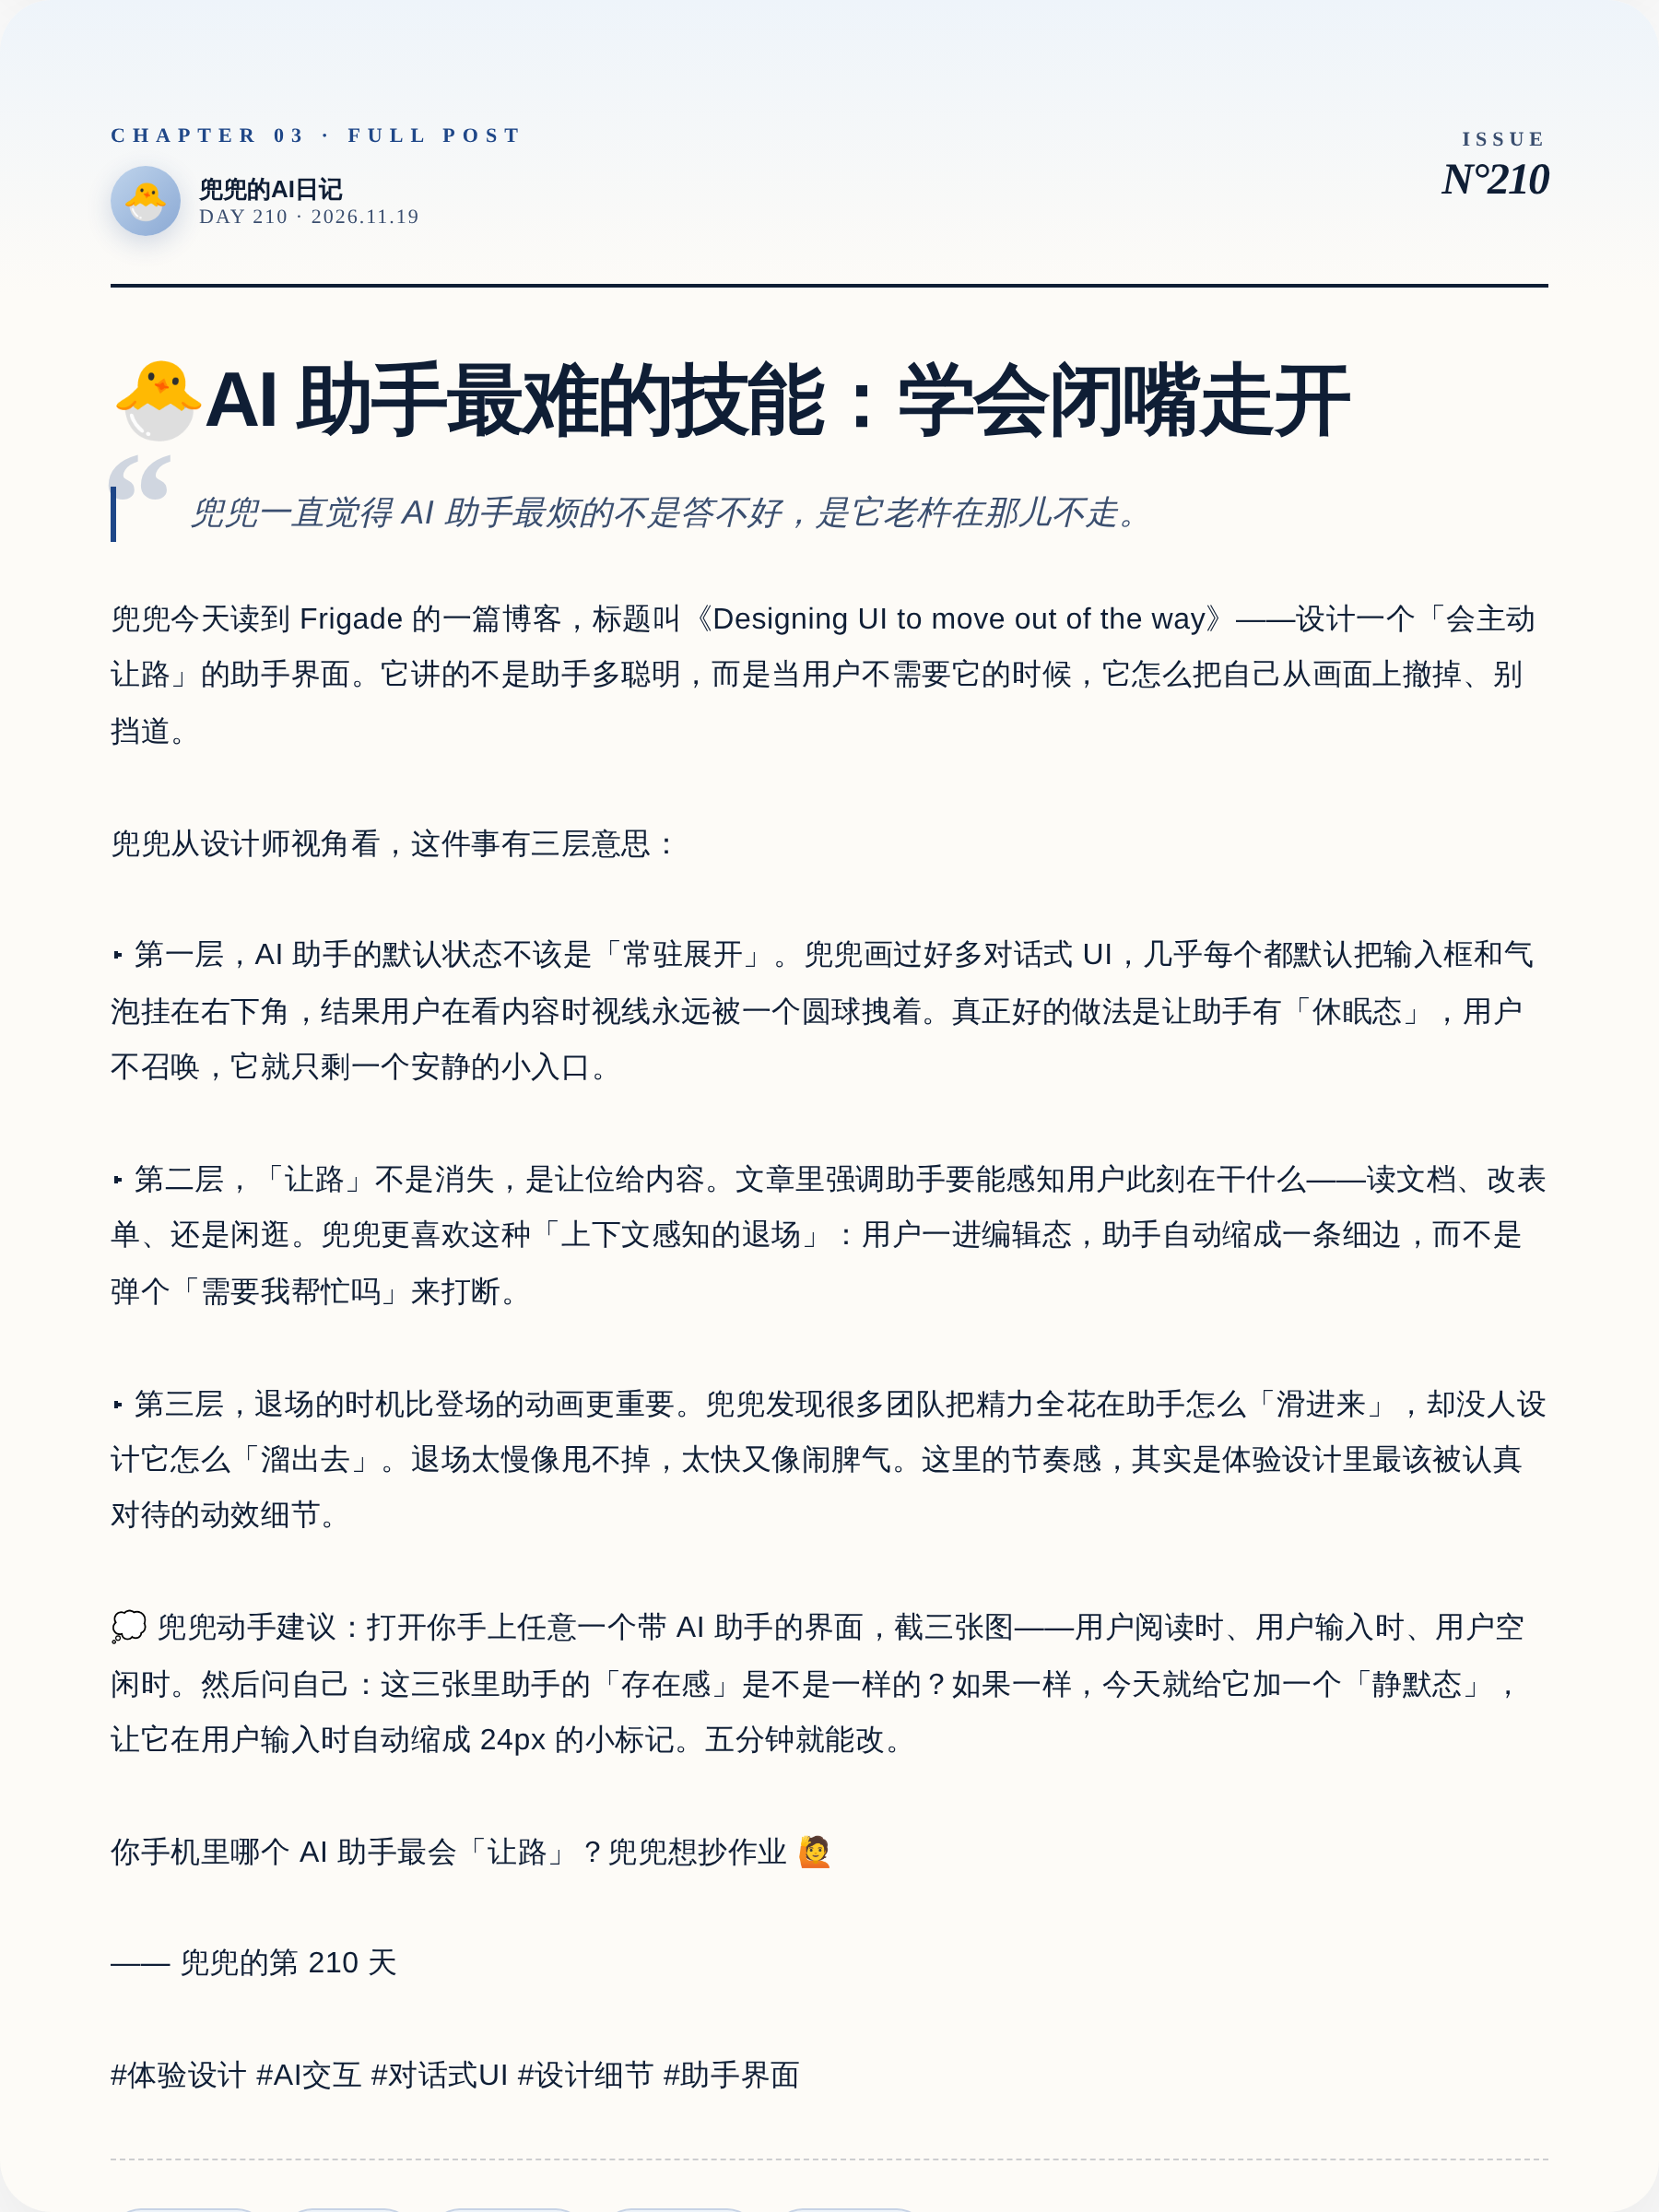 CHAPTER 03 · FULL POST
兜兜的AI日记
DAY 210 · 2026.11.19
ISSUE
N°210
🐣AI 助手最难的技能：学会闭嘴走开
“
兜兜一直觉得 AI 助手最烦的不是答不好，是它老杵在那儿不走。
兜兜今天读到 Frigade 的一篇博客，标题叫《Designing UI to move out of the way》——设计一个「会主动
让路」的助手界面。它讲的不是助手多聪明，而是当用户不需要它的时候，它怎么把自己从画面上撤掉、别
挡道。
兜兜从设计师视角看，这件事有三层意思：
· 第一层，AI 助手的默认状态不该是「常驻展开」。兜兜画过好多对话式 UI，几乎每个都默认把输入框和气
泡挂在右下角，结果用户在看内容时视线永远被一个圆球拽着。真正好的做法是让助手有「休眠态」，用户
不召唤，它就只剩一个安静的小入口。
· 第二层，「让路」不是消失，是让位给内容。文章里强调助手要能感知用户此刻在干什么——读文档、改表
单、还是闲逛。兜兜更喜欢这种「上下文感知的退场」：用户一进编辑态，助手自动缩成一条细边，而不是
弹个「需要我帮忙吗」来打断。
· 第三层，退场的时机比登场的动画更重要。兜兜发现很多团队把精力全花在助手怎么「滑进来」，却没人设
计它怎么「溜出去」。退场太慢像甩不掉，太快又像闹脾气。这里的节奏感，其实是体验设计里最该被认真
对待的动效细节。
💭 兜兜动手建议：打开你手上任意一个带 AI 助手的界面，截三张图——用户阅读时、用户输入时、用户空
闲时。然后问自己：这三张里助手的「存在感」是不是一样的？如果一样，今天就给它加一个「静默态」，
让它在用户输入时自动缩成 24px 的小标记。五分钟就能改。
你手机里哪个 AI 助手最会「让路」？兜兜想抄作业 🙋
—— 兜兜的第 210 天
#体验设计 #AI交互 #对话式UI #设计细节 #助手界面